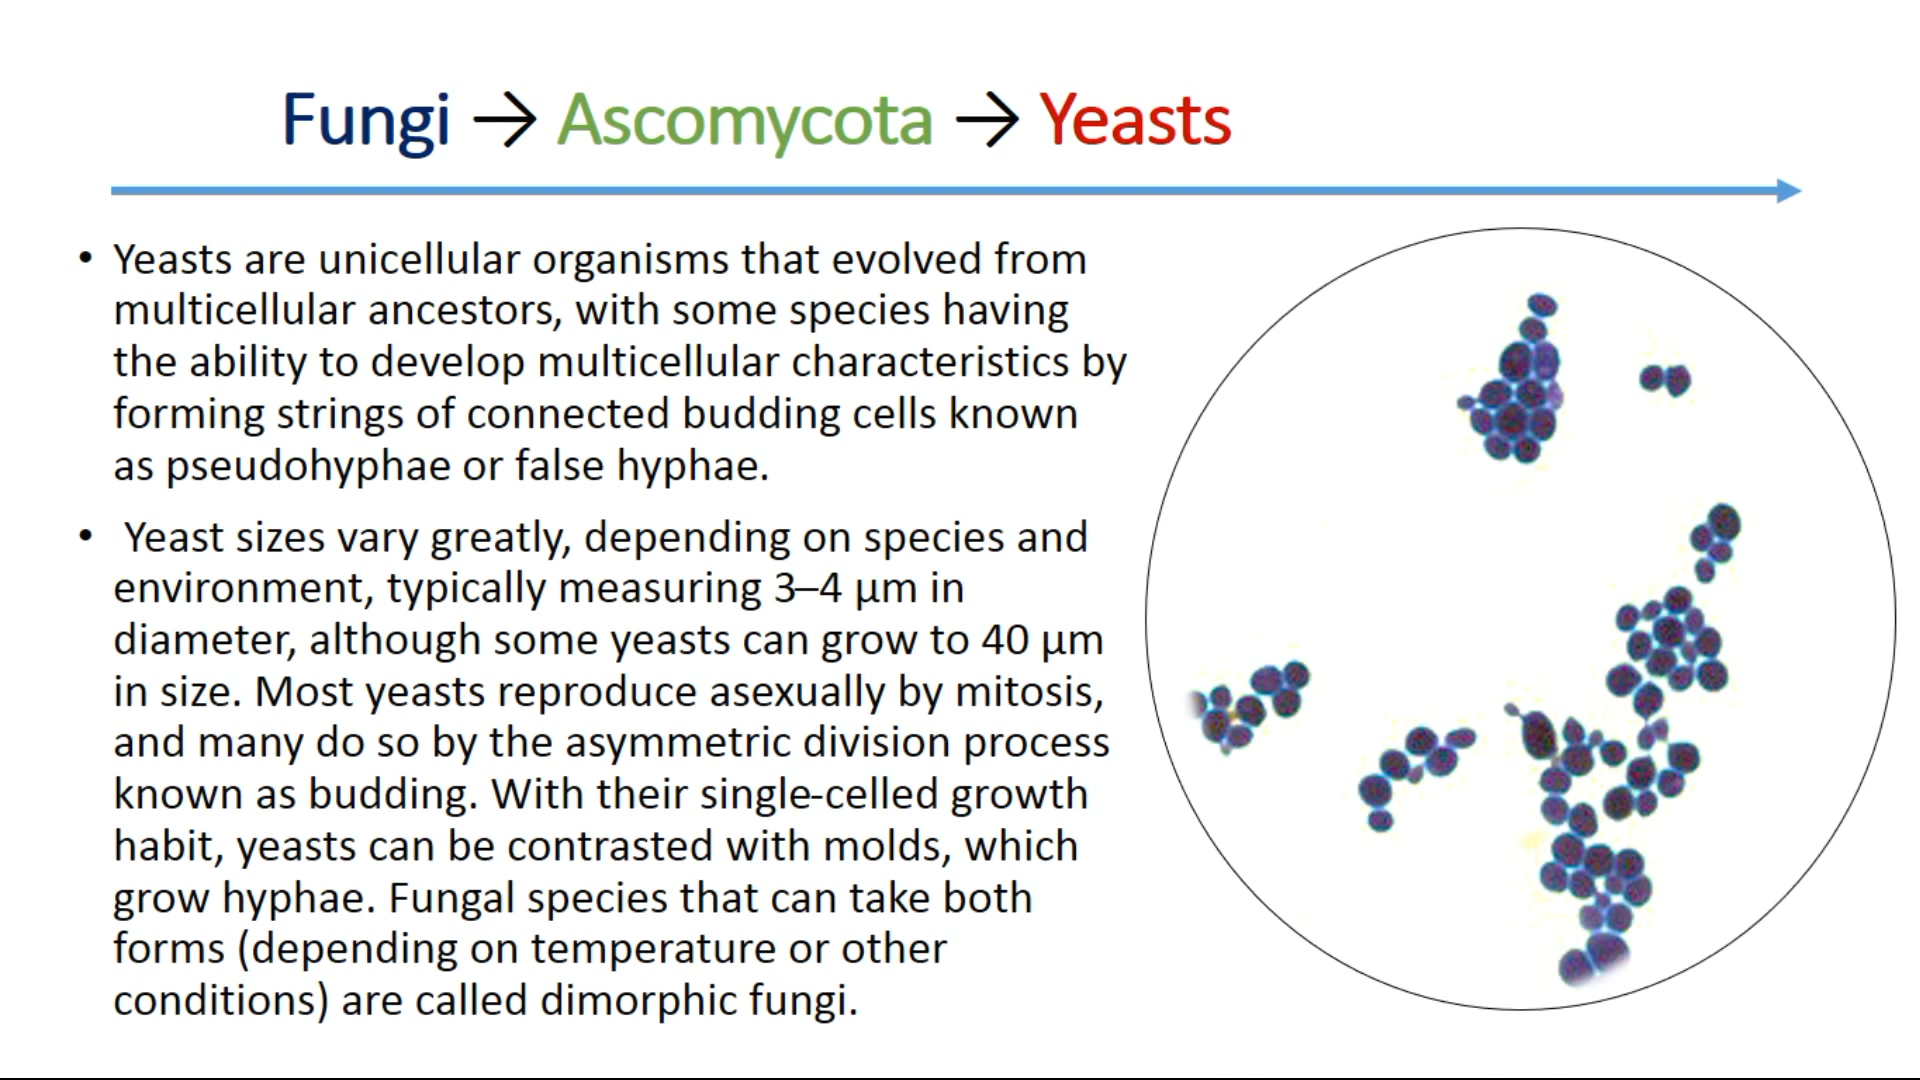 Fungi → Ascomycota → Yeasts
• Yeasts are unicellular organisms that evolved from
multicellular ancestors, with some species having
the ability to develop multicellular characteristics by
forming strings of connected budding cells known
as pseudohyphae or false hyphae.
• Yeast sizes vary greatly, depending on species and
environment, typically measuring 3–4 µm in
diameter, although some yeasts can grow to 40 µm
in size. Most yeasts reproduce asexually by mitosis,
and many do so by the asymmetric division process
known as budding. With their single-celled growth
habit, yeasts can be contrasted with molds, which
grow hyphae. Fungal species that can take both
forms (depending on temperature or other
conditions) are called dimorphic fungi.